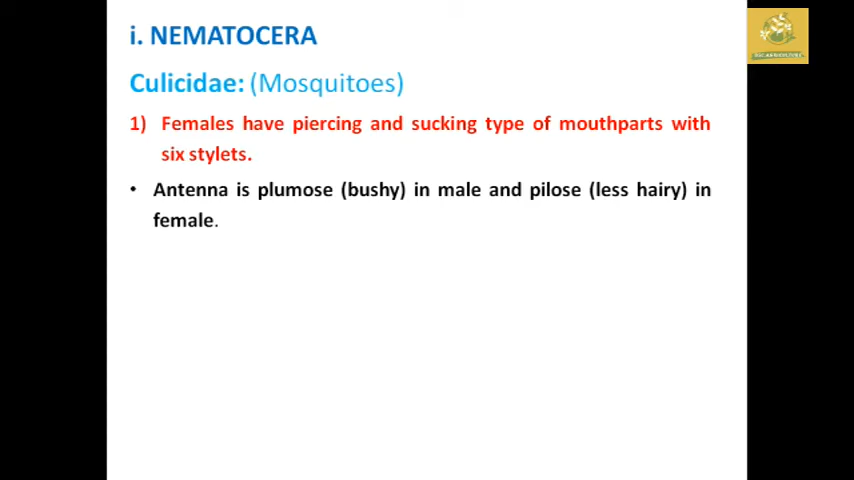 i. NEMATOCERA
Culicidae: (Mosquitoes)
1) Females have piercing and sucking type of mouthparts with
six stylets.
• Antenna is plumose (bushy) in male and pilose (less hairy) in
female.